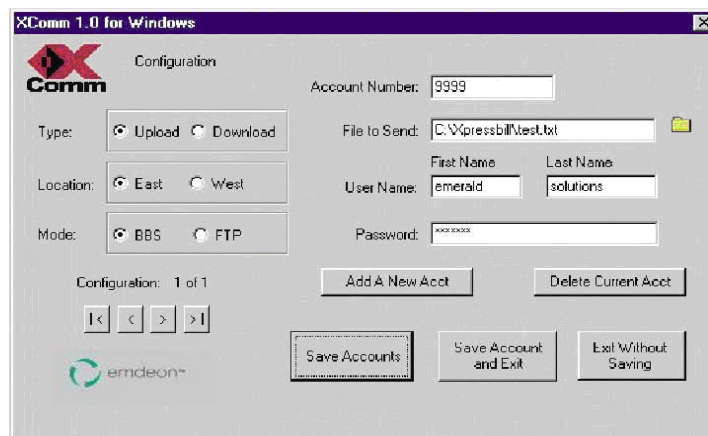 XComm 1.0 for Windows
X
Comm
Configuration
Account Number: 9999
Type: Upload Download
File to Send: C:\Xpressbill\test.txt
First Name Last Name
Location: East West
User Name: emerald solutions
Mode: BBS FTP
Password: *******
Configuration: 1 of 1
Add A New Acct Delete Current Acct
|< < > >|
Save Accounts Save Account and Exit Exit Without Saving
emdeon™